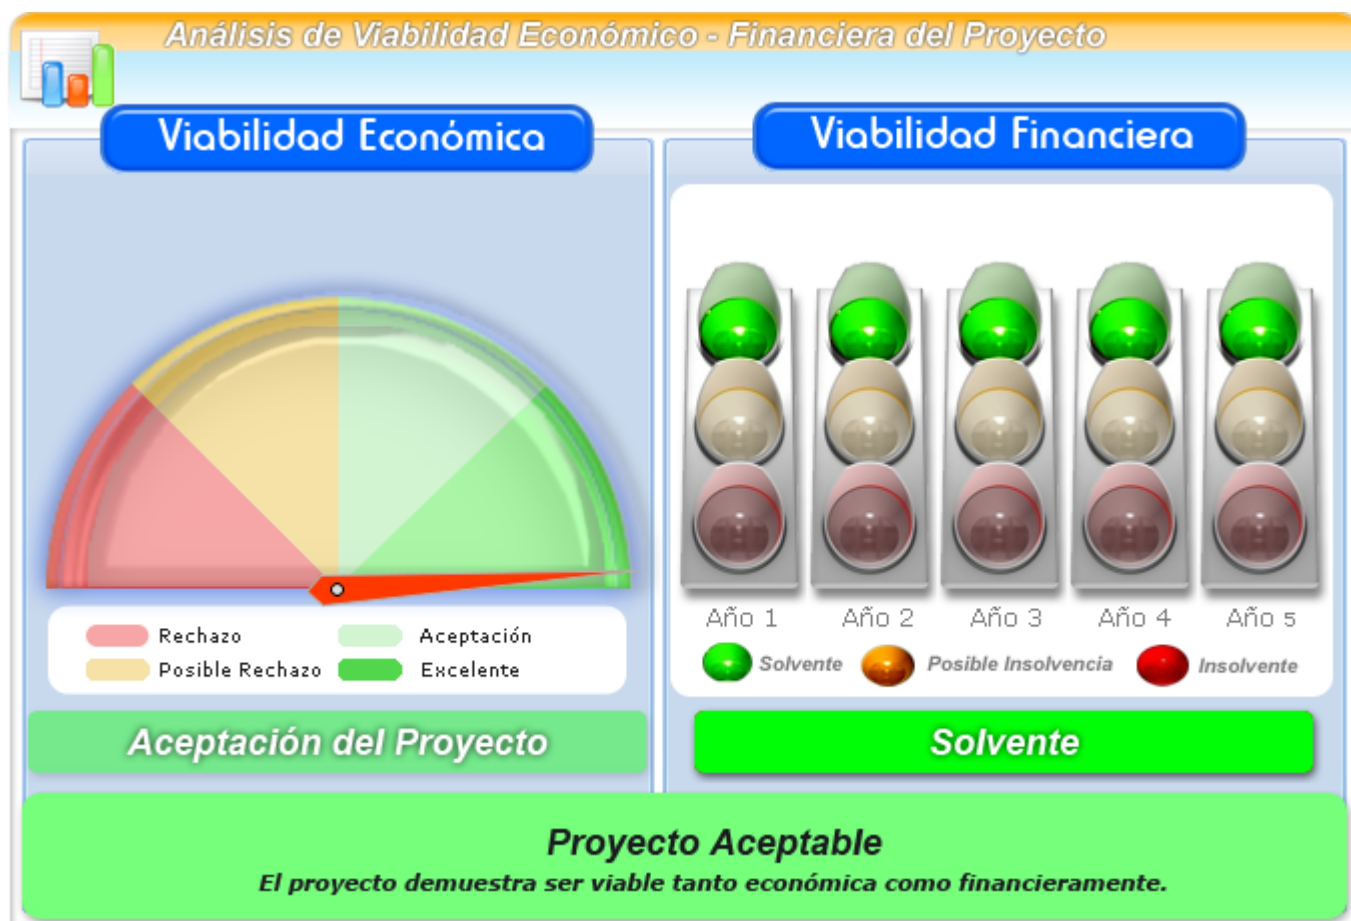 Análisis de Viabilidad Económico - Financiera del Proyecto
Viabilidad Económica
Rechazo
Aceptación
Posible Rechazo
Excelente
Aceptación del Proyecto
Viabilidad Financiera
Año 1 Año 2 Año 3 Año 4 Año 5
Solvente Posible Insolvencia Insolvente
Solvente
Proyecto Aceptable
El proyecto demuestra ser viable tanto económica como financieramente.